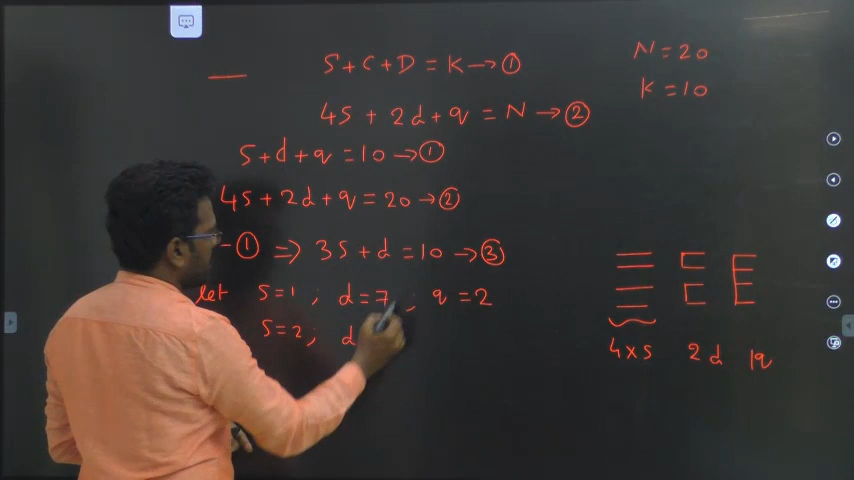 S + C + D = K → ①
4S + 2d + q = N → ②
S + d + q = 10 → ①
4S + 2d + q = 20 → ②
- ① ⇒ 3S + d = 10 → ③
let S = 1 ; d = 7 ; q = 2
S = 2 ; d
N = 20
K = 10
4×S 2d 1q